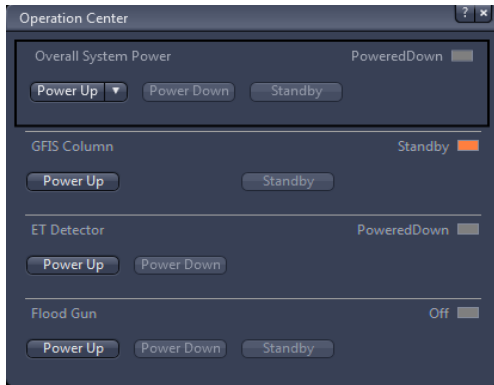 Operation Center ? ×
Overall System Power PoweredDown
Power Up ▼ Power Down Standby
GFIS Column Standby
Power Up Standby
ET Detector PoweredDown
Power Up Power Down
Flood Gun Off
Power Up Power Down Standby